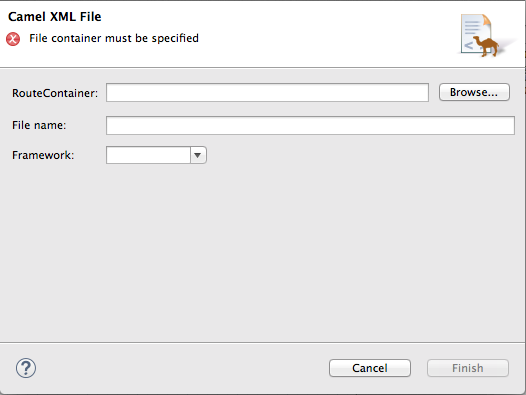 Camel XML File
File container must be specified
RouteContainer: Browse...
File name:
Framework:
? Cancel Finish